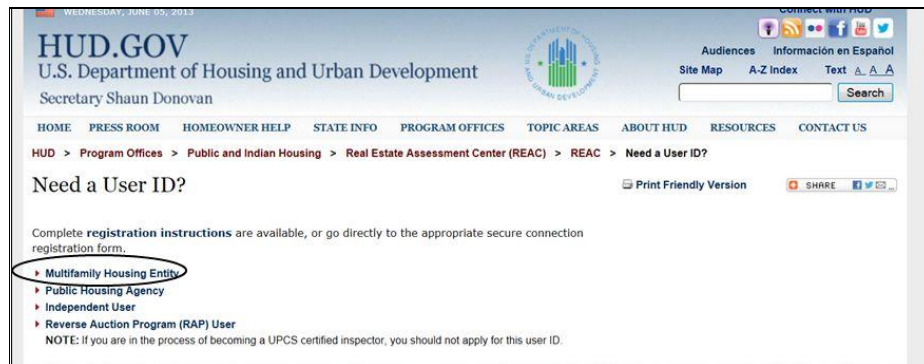 WEDNESDAY, JUNE 05, 2013
Connect with HUD
HUD.GOV
U.S. Department of Housing and Urban Development
Secretary Shaun Donovan
Audiences Información en Español
Site Map A-Z Index Text A A A
Search
HOME PRESS ROOM HOMEOWNER HELP STATE INFO PROGRAM OFFICES TOPIC AREAS ABOUT HUD RESOURCES CONTACT US
HUD > Program Offices > Public and Indian Housing > Real Estate Assessment Center (REAC) > REAC > Need a User ID?
Need a User ID?
Print Friendly Version
SHARE
Complete registration instructions are available, or go directly to the appropriate secure connection
registration form.
Multifamily Housing Entity
Public Housing Agency
Independent User
Reverse Auction Program (RAP) User
NOTE: If you are in the process of becoming a UPCS certified inspector, you should not apply for this user ID.